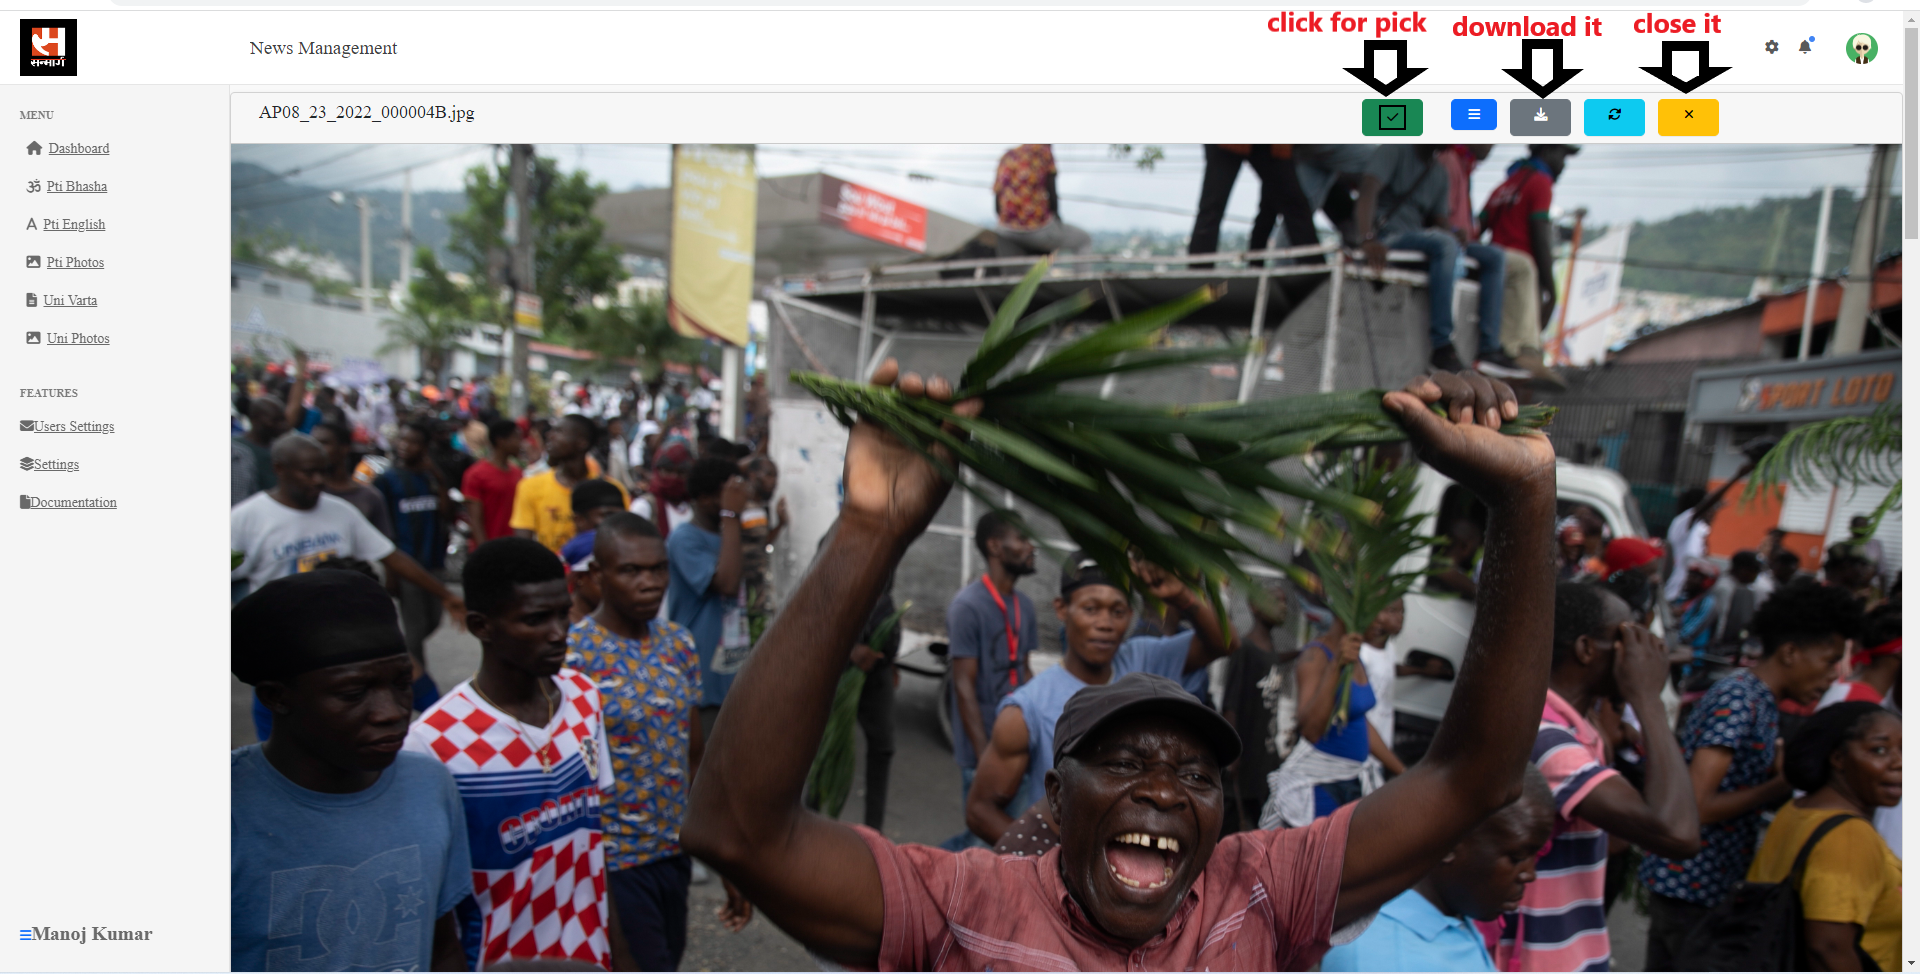 click for pick
download it
close it
सन्मार्ग
News Management
AP08_23_2022_000004B.jpg
MENU
Dashboard
Pti Bhasha
Pti English
Pti Photos
Uni Varta
Uni Photos
FEATURES
Users Settings
Settings
Documentation
Manoj Kumar
SPORT LOTO